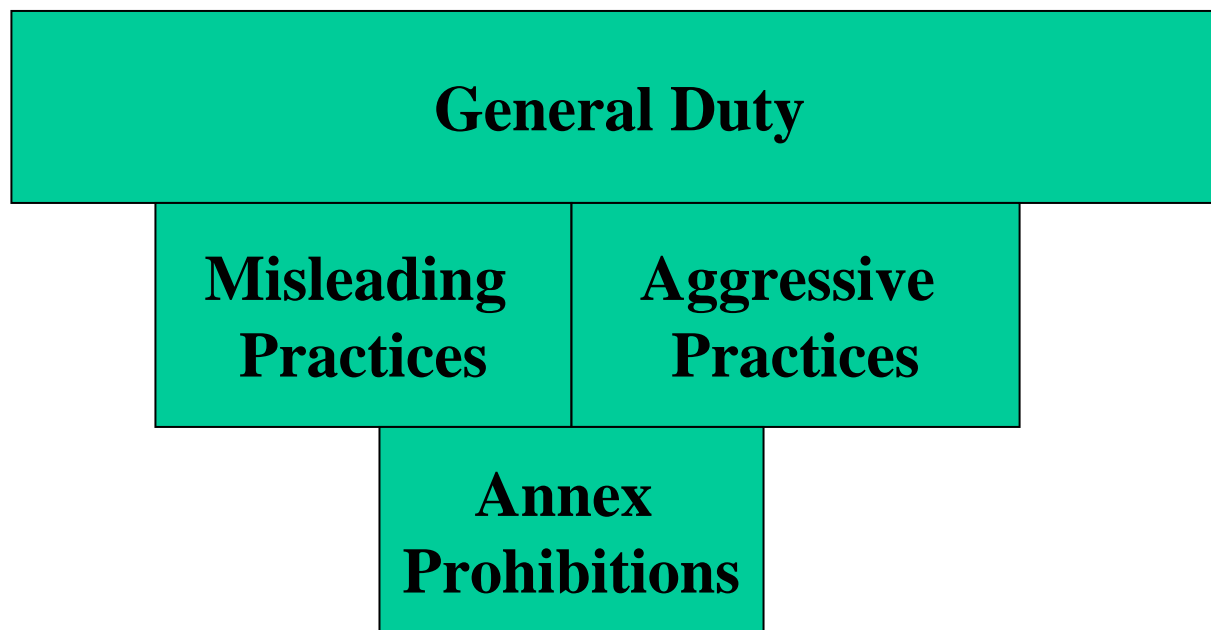 General Duty
Misleading
Practices
Aggressive
Practices
Annex
Prohibitions